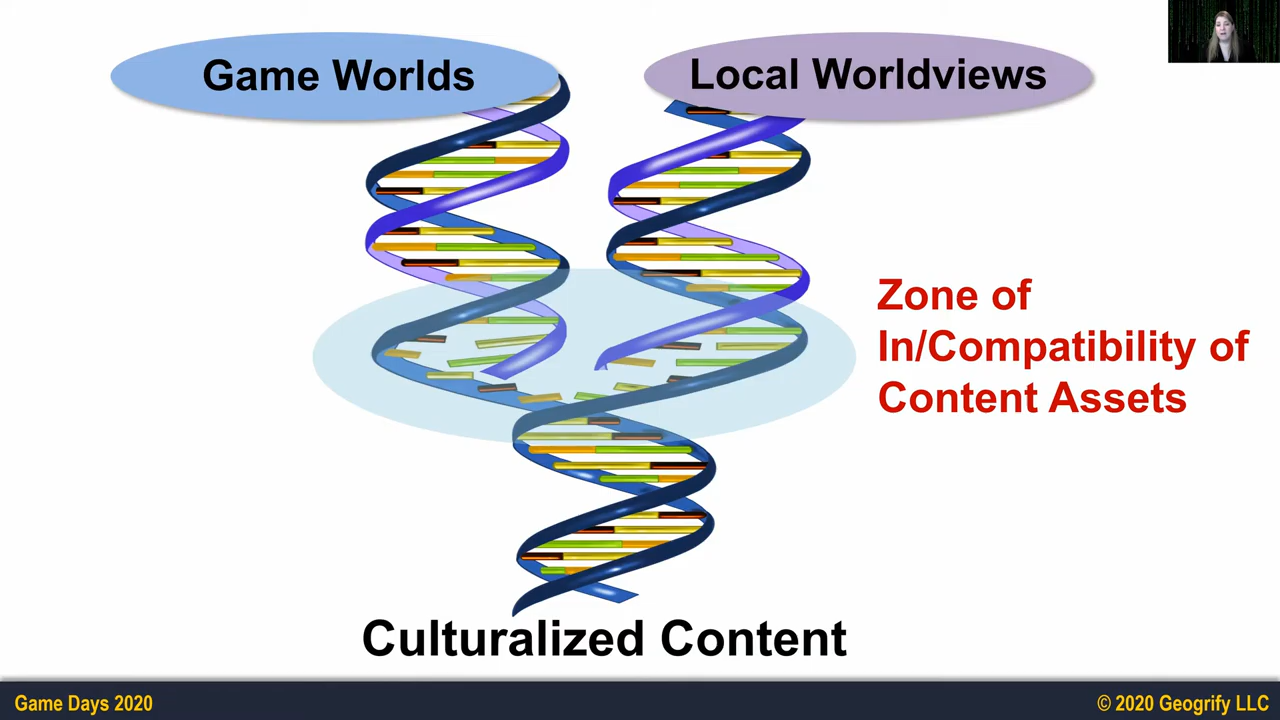 Game Worlds
Local Worldviews
Zone of
In/Compatibility of
Content Assets
Culturalized Content
Game Days 2020
© 2020 Geogrify LLC